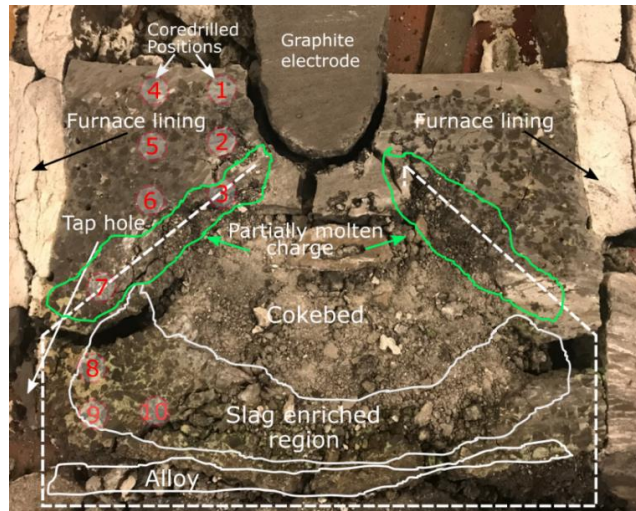 Coredrilled
Positions
Graphite
electrode
4
1
Furnace lining
Furnace lining
5
2
6
3
Tap hole
Partially molten
charge
7
Cokebed
8
9
10
Slag enriched
region
Alloy